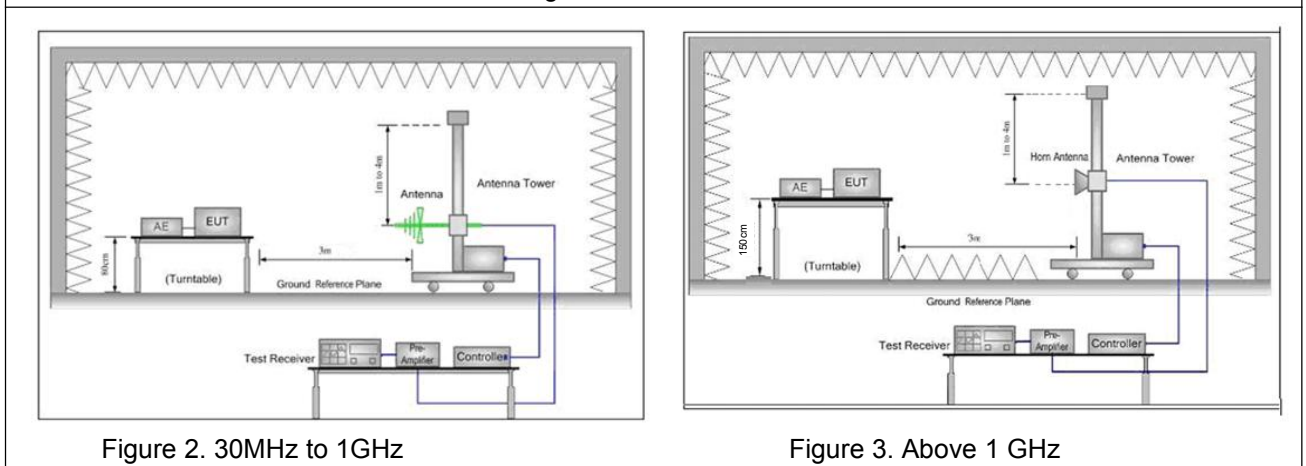 1m to 4m
Antenna
Antenna Tower
AE
EUT
80cm
3m
(Turntable)
Ground Reference Plane
Test Receiver
Pre-
Amplifier
Controller
Figure 2. 30MHz to 1GHz
1m to 4m
Horn Antenna
Antenna Tower
AE
EUT
150cm
3m
(Turntable)
Ground Reference Plane
Test Receiver
Pre-
Amplifier
Controller
Figure 3. Above 1 GHz